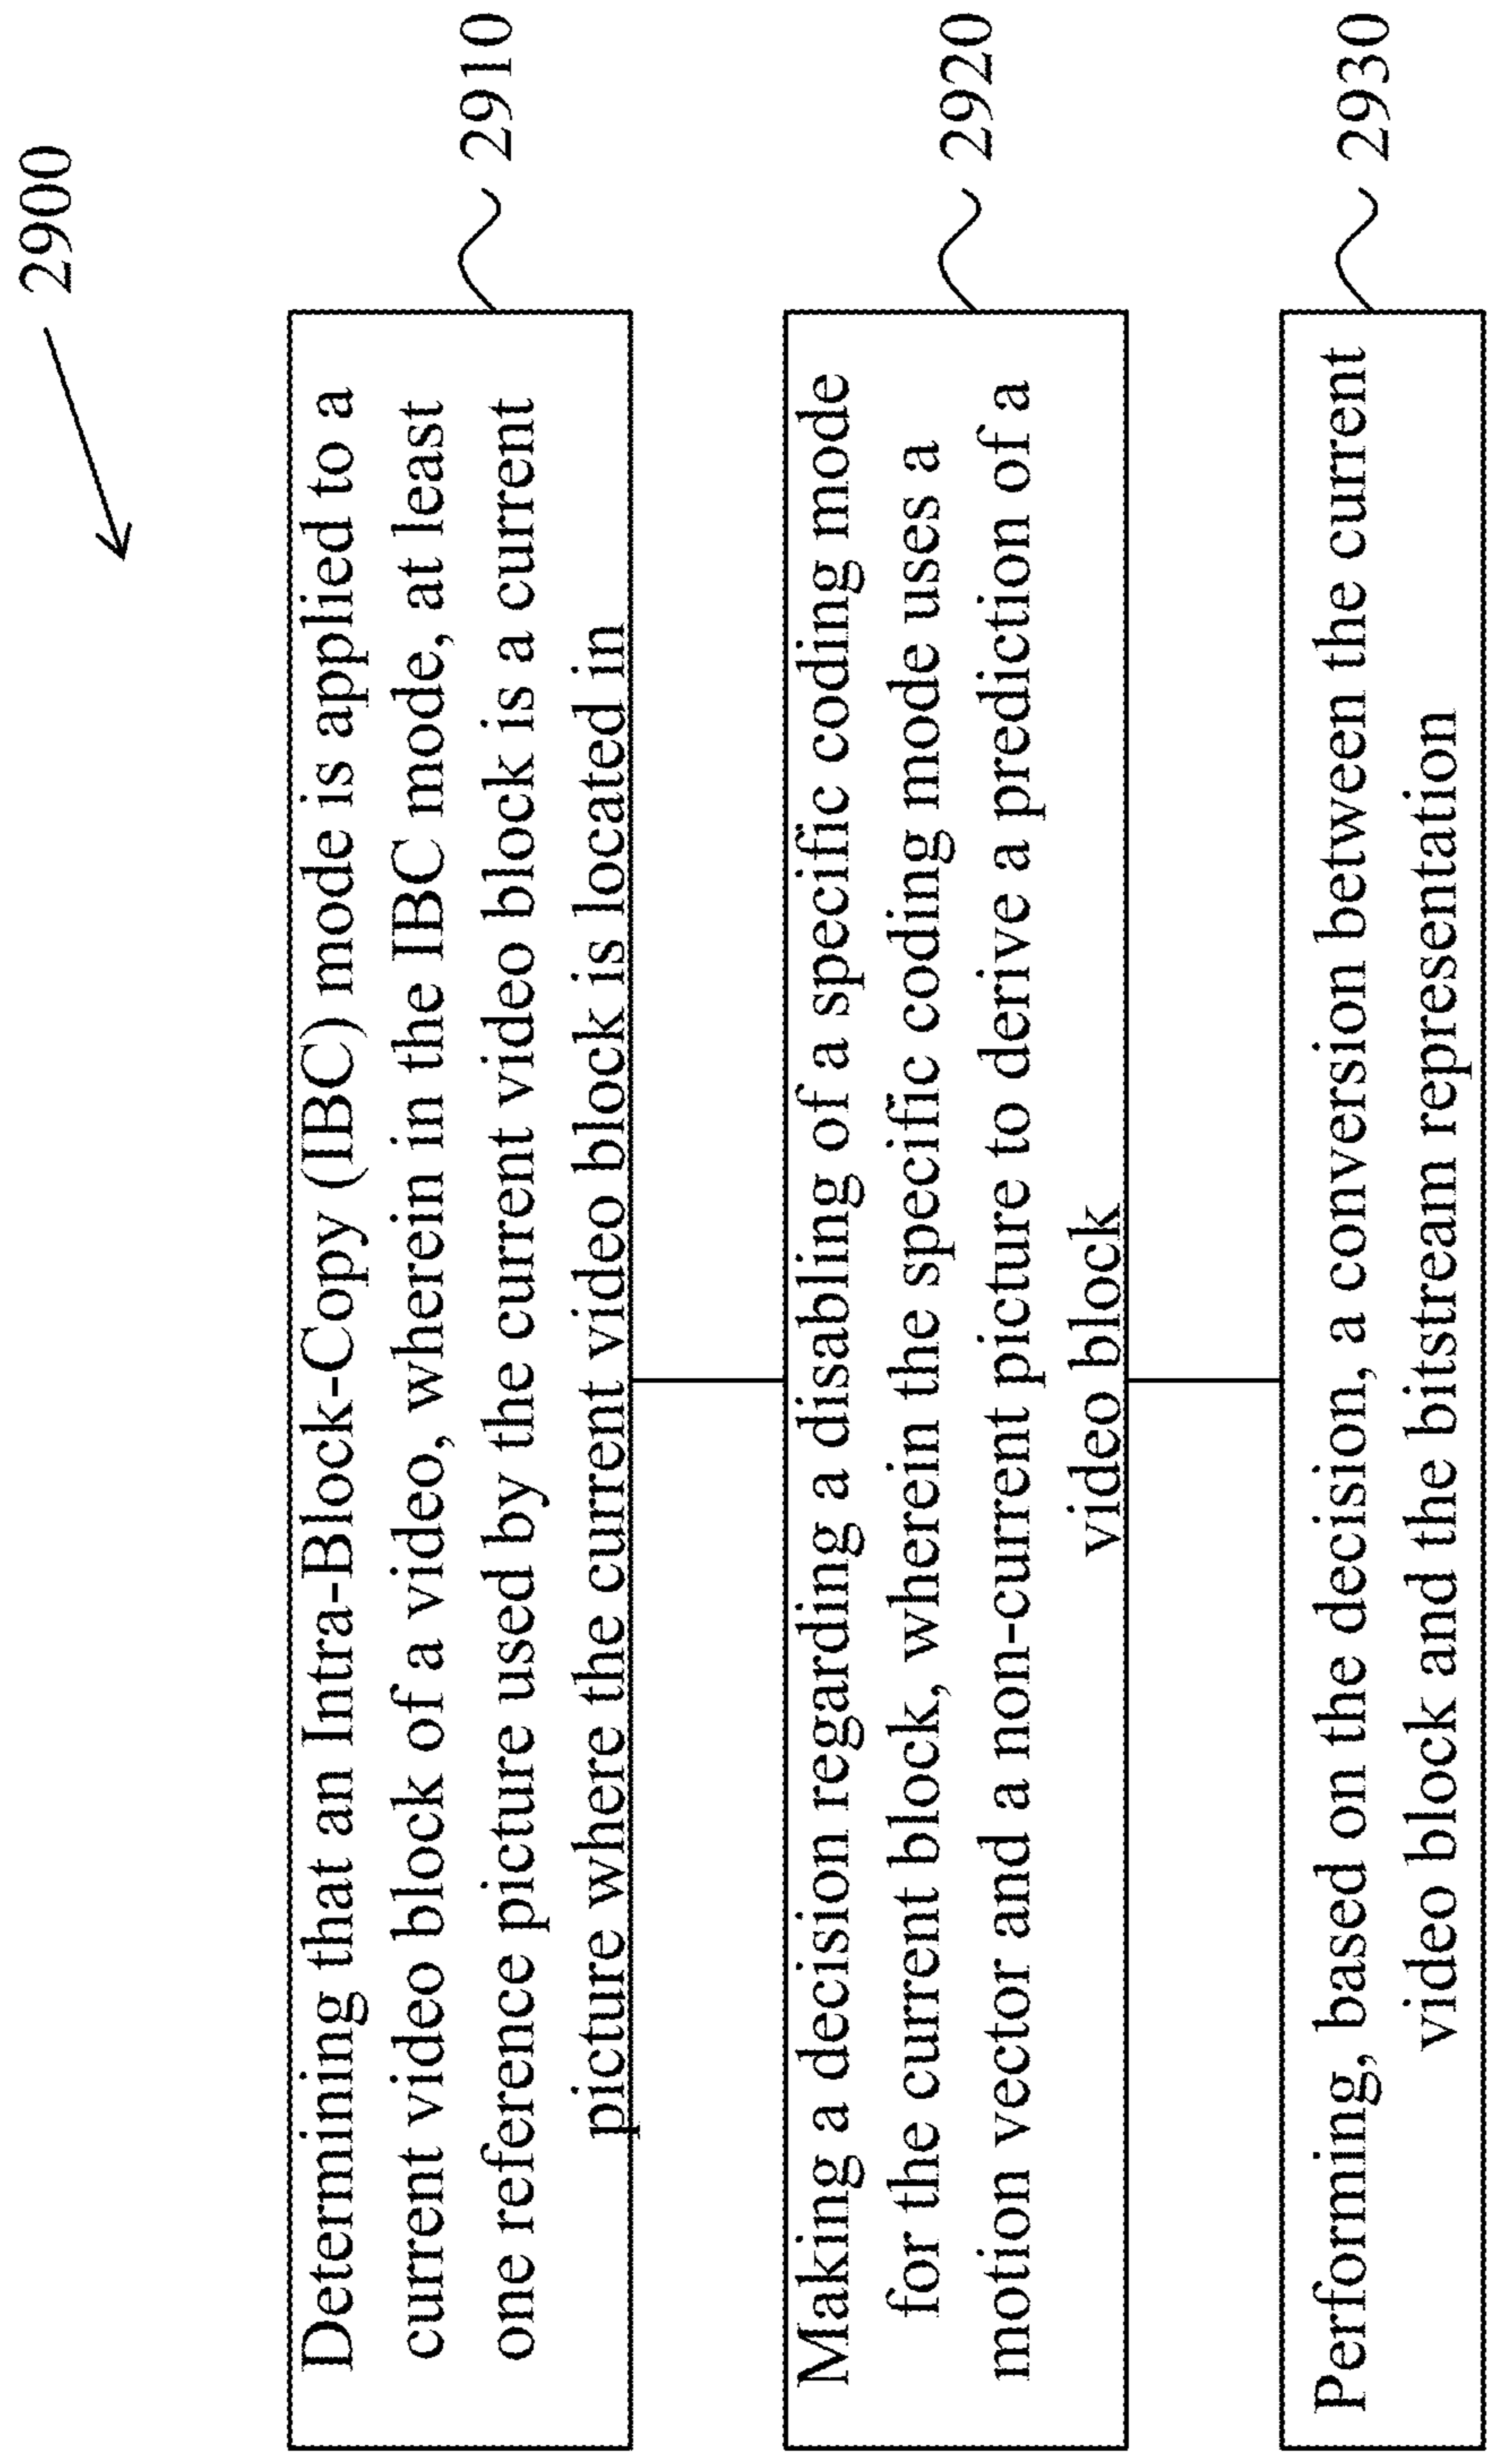 2900
Determining that an Intra-Block-Copy (IBC) mode is applied to a
current video block of a video, wherein in the IBC mode, at least
one reference picture used by the current video block is a current
picture where the current video block is located in
2910
Making a decision regarding a disabling of a specific coding mode
for the current block, wherein the specific coding mode uses a
motion vector and a non-current picture to derive a prediction of a
video block
2920
Performing, based on the decision, a conversion between the current
video block and the bitstream representation
2930